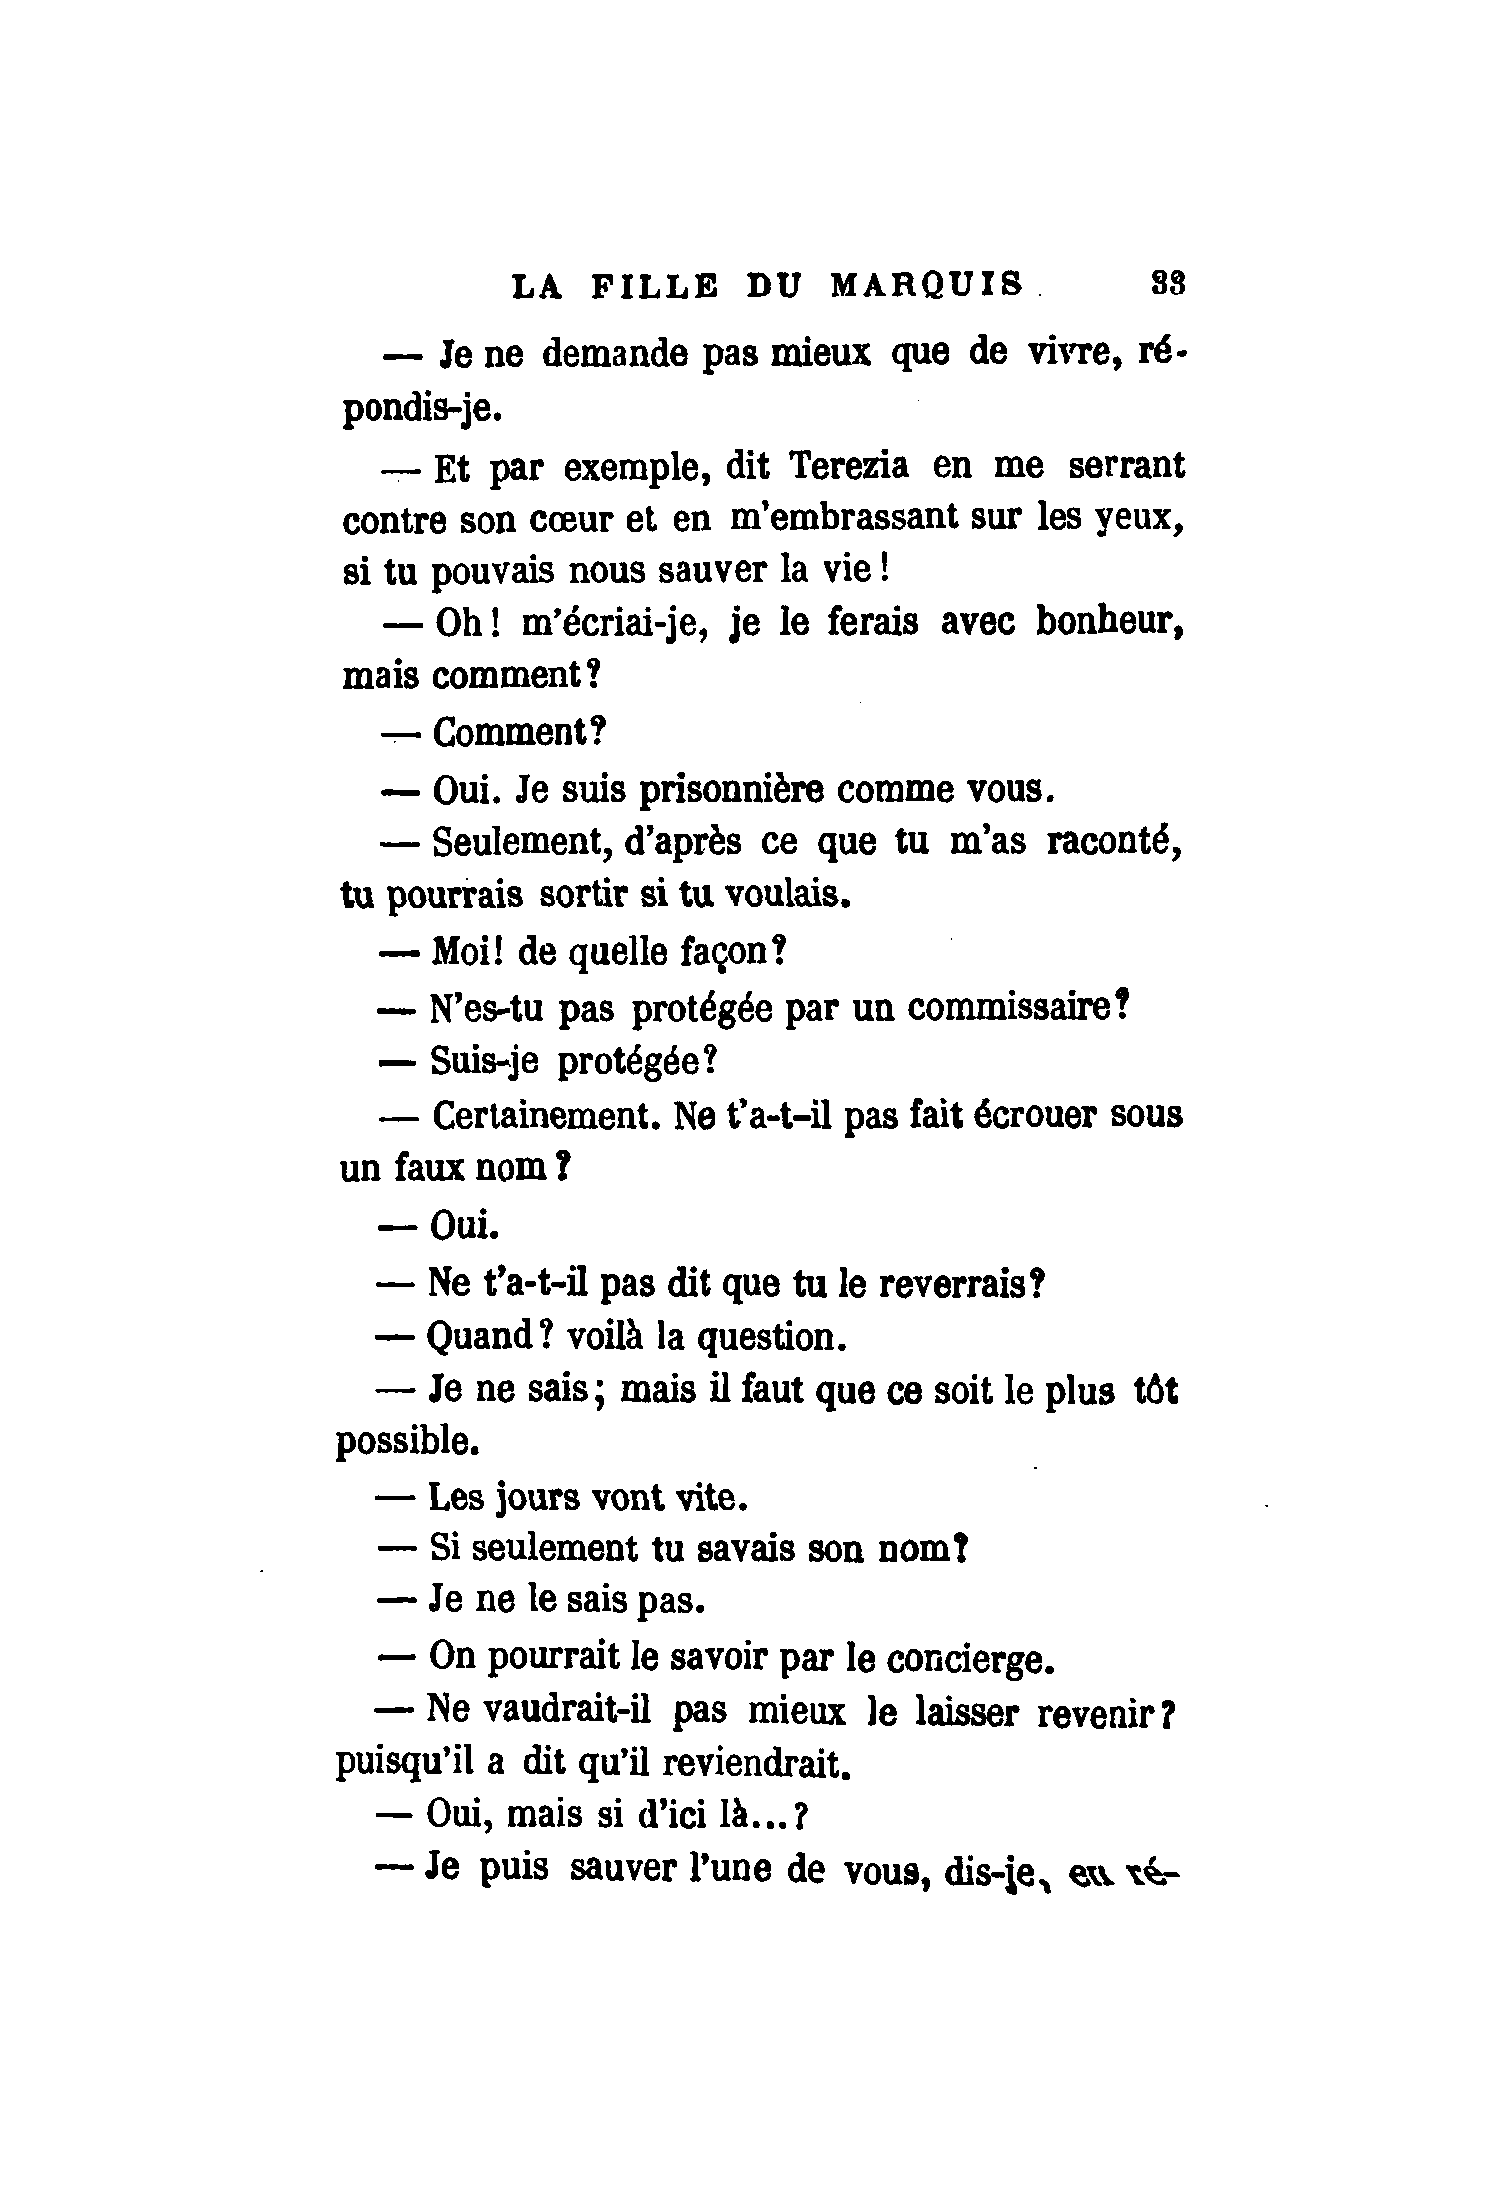 LA FILLE DU MARQUIS 33
— Je ne demande pas mieux que de vivre, ré-
pondis-je.
— Et par exemple, dit Terezia en me serrant
contre son cœur et en m'embrassant sur les yeux,
si tu pouvais nous sauver la vie !
— Oh ! m'écriai-je, je le ferais avec bonheur,
mais comment ?
— Comment ?
— Oui. Je suis prisonnière comme vous.
— Seulement, d'après ce que tu m'as raconté,
tu pourrais sortir si tu voulais.
— Moi ! de quelle façon ?
— N'es-tu pas protégée par un commissaire ?
— Suis-je protégée ?
— Certainement. Ne t'a-t-il pas fait écrouer sous
un faux nom ?
— Oui.
— Ne t'a-t-il pas dit que tu le reverrais ?
— Quand ? voilà la question.
— Je ne sais ; mais il faut que ce soit le plus tôt
possible.
— Les jours vont vite.
— Si seulement tu savais son nom ?
— Je ne le sais pas.
— On pourrait le savoir par le concierge.
— Ne vaudrait-il pas mieux le laisser revenir ?
puisqu'il a dit qu'il reviendrait.
— Oui, mais si d'ici là... ?
— Je puis sauver l'une de vous, dis-je, en ré-